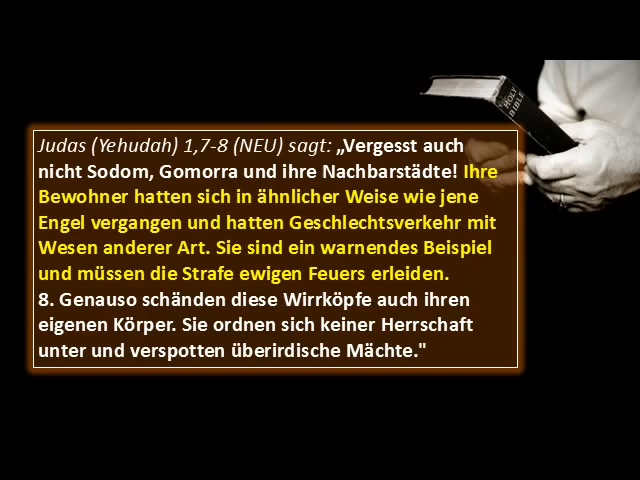 HOLY
BIBLE
Judas (Yehudah) 1,7-8 (NEU) sagt: „Vergesst auch
nicht Sodom, Gomorra und ihre Nachbarstädte! Ihre
Bewohner hatten sich in ähnlicher Weise wie jene
Engel vergangen und hatten Geschlechtsverkehr mit
Wesen anderer Art. Sie sind ein warnendes Beispiel
und müssen die Strafe ewigen Feuers erleiden.
8. Genauso schänden diese Wirrköpfe auch ihren
eigenen Körper. Sie ordnen sich keiner Herrschaft
unter und verspotten überirdische Mächte."